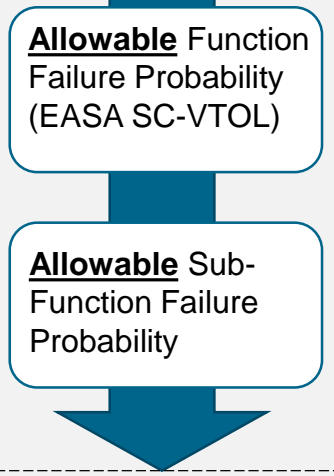 Allowable Function
Failure Probability
(EASA SC-VTOL)
Allowable Sub-
Function Failure
Probability